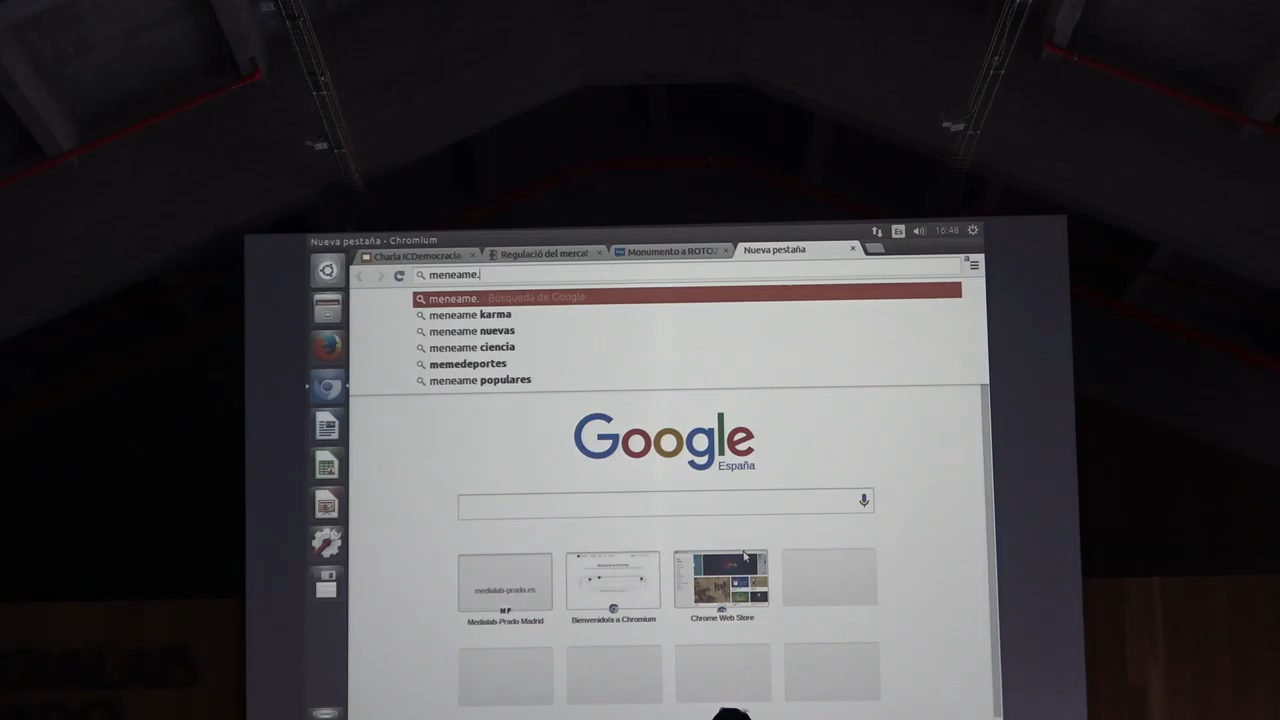 Nueva pestaña - Chromium
Es
16:48
Charla ICDemocracia
Regulació del mercat
Monumento a ROTO
Nueva pestaña
meneame.
meneame. - Búsqueda de Google
meneame karma
meneame nuevas
meneame ciencia
memedeportes
meneame populares
Google
España
medialab-prado.es
MP
Medialab-Prado Madrid
Bienvenido/a a Chromium
Chrome Web Store